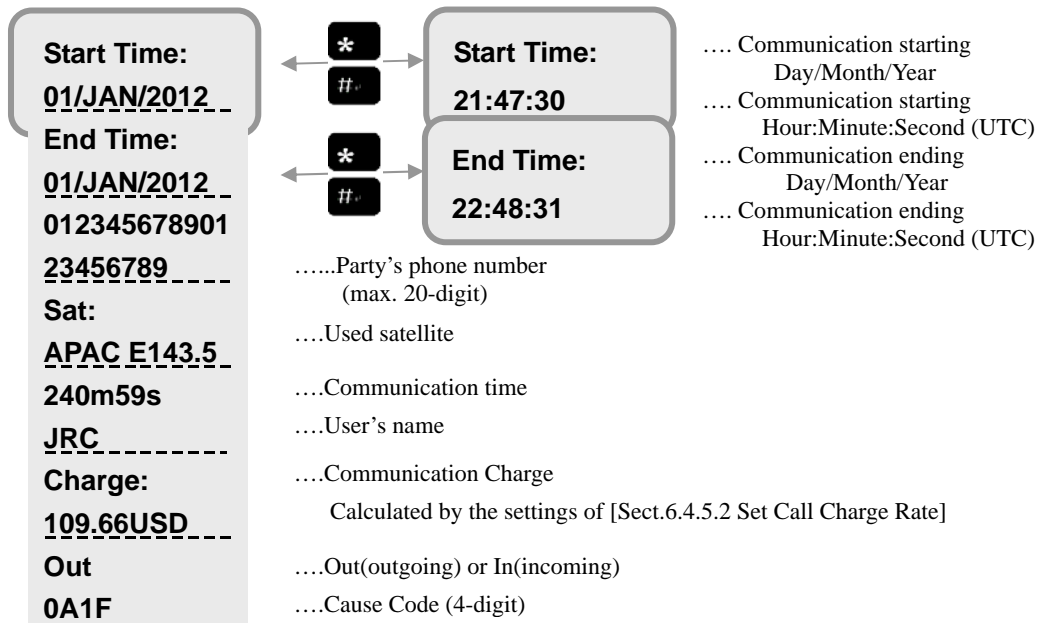 Start Time:
01/JAN/2012
End Time:
01/JAN/2012
012345678901
23456789
Sat:
APAC E143.5
240m59s
JRC
Charge:
109.66USD
Out
0A1F
*
#
*
#
Start Time:
21:47:30
End Time:
22:48:31
…. Communication starting
Day/Month/Year
…. Communication starting
Hour:Minute:Second (UTC)
…. Communication ending
Day/Month/Year
…. Communication ending
Hour:Minute:Second (UTC)
…...Party’s phone number
(max. 20-digit)
….Used satellite
….Communication time
….User’s name
….Communication Charge
Calculated by the settings of [Sect.6.4.5.2 Set Call Charge Rate]
….Out(outgoing) or In(incoming)
….Cause Code (4-digit)